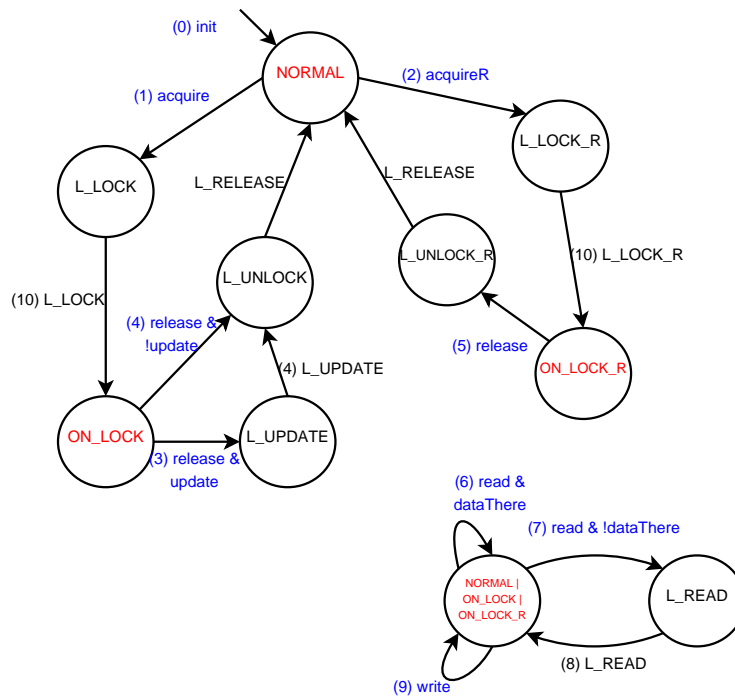 (0) init
NORMAL
(2) acquireR
(1) acquire
L_LOCK_R
L_RELEASE
L_RELEASE
L_LOCK
L_UNLOCK_R
(10) L_LOCK_R
L_UNLOCK
(10) L_LOCK
(4) release &
!update
(5) release
(4) L_UPDATE
ON_LOCK_R
ON_LOCK
L_UPDATE
(3) release &
update
(6) read &
dataThere
(7) read & !dataThere
NORMAL |
ON_LOCK |
ON_LOCK_R
L_READ
(8) L_READ
(9) write